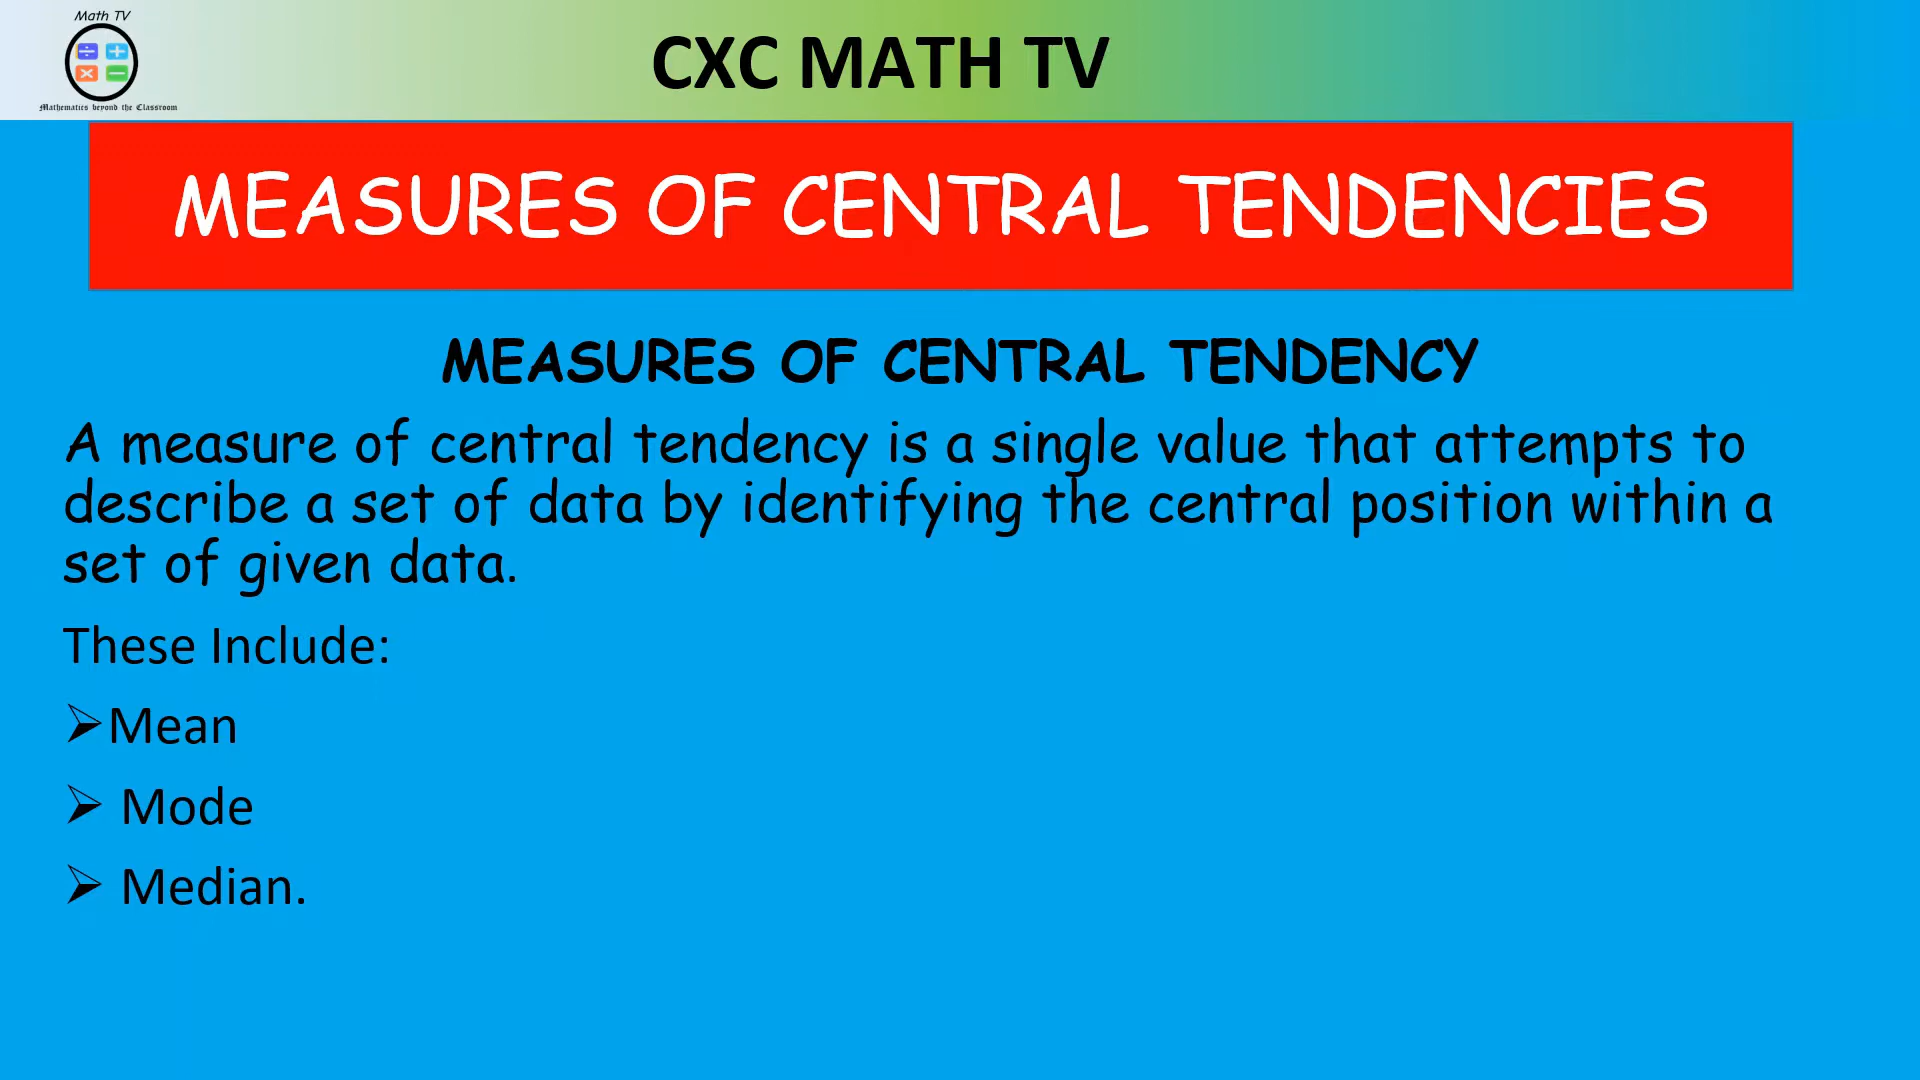 Math TV
Mathematics beyond the Classroom
CXC MATH TV
MEASURES OF CENTRAL TENDENCIES
MEASURES OF CENTRAL TENDENCY
A measure of central tendency is a single value that attempts to
describe a set of data by identifying the central position within a
set of given data.
These Include:
➢Mean
➢ Mode
➢ Median.